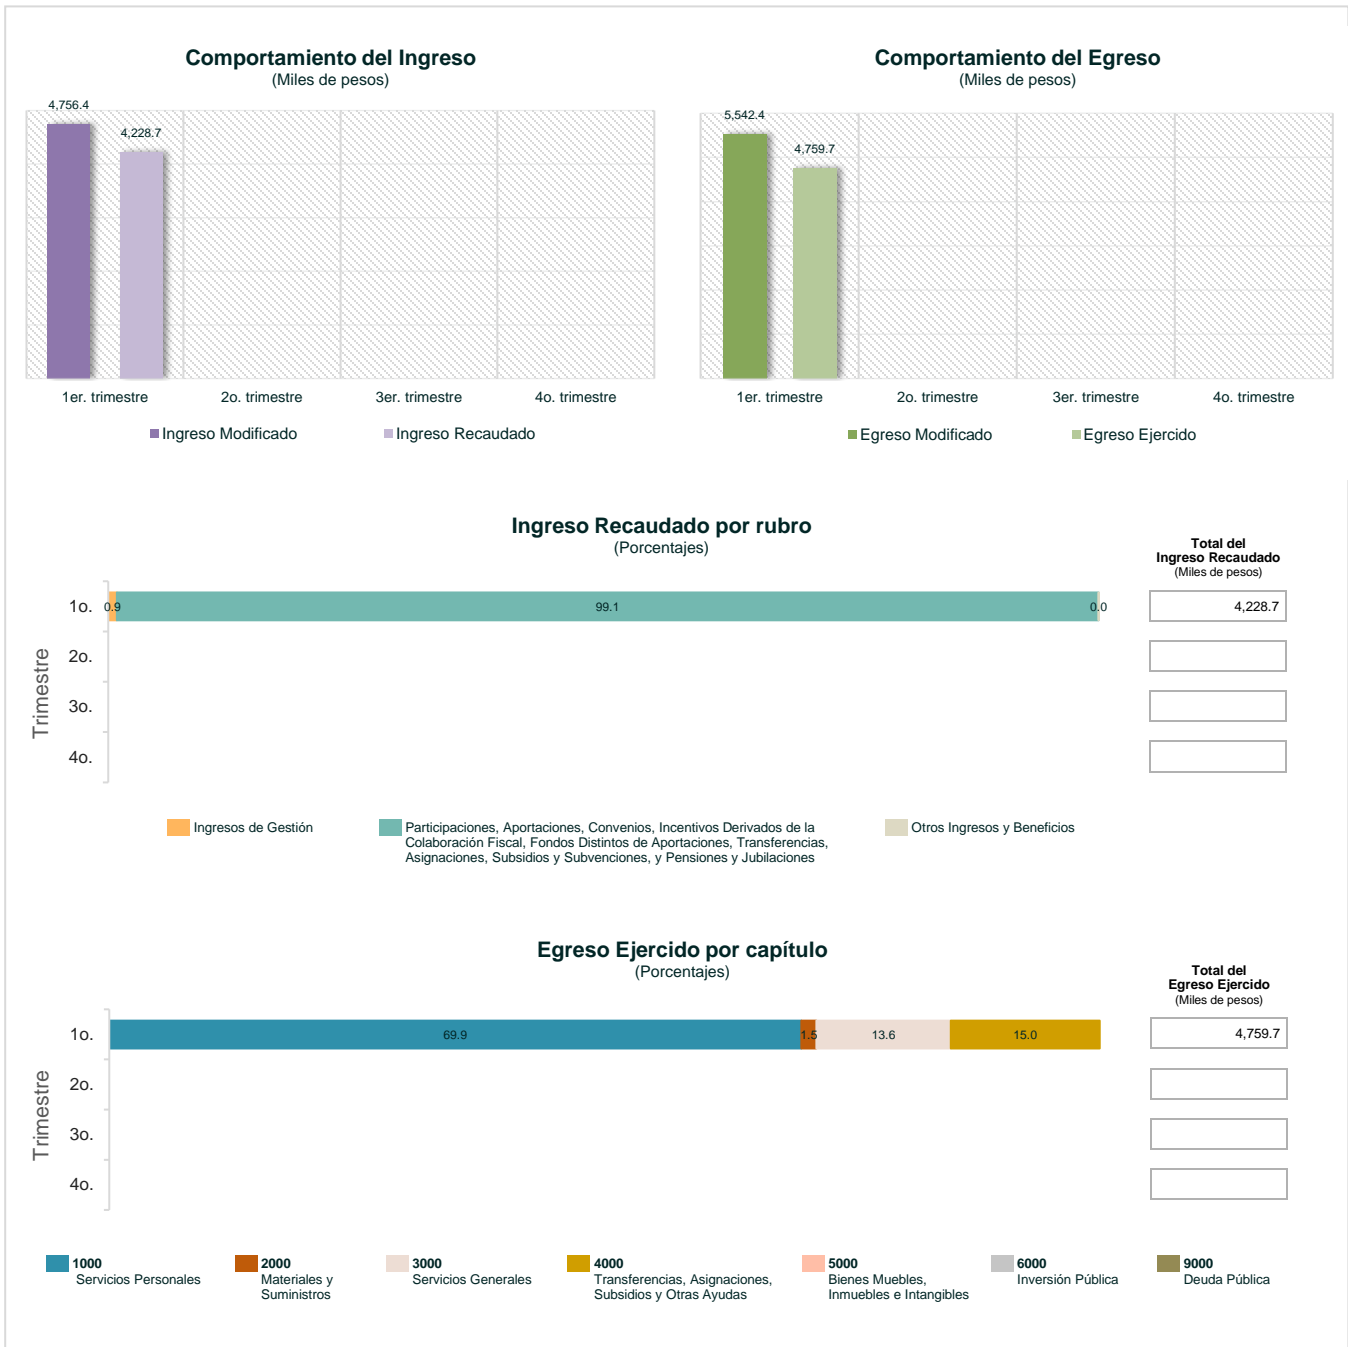 Comportamiento del Ingreso
(Miles de pesos)
4,756.4
4,228.7
1er. trimestre
2o. trimestre
3er. trimestre
4o. trimestre
Ingreso Modificado
Ingreso Recaudado
Comportamiento del Egreso
(Miles de pesos)
5,542.4
4,759.7
1er. trimestre
2o. trimestre
3er. trimestre
4o. trimestre
Egreso Modificado
Egreso Ejercido
Ingreso Recaudado por rubro
(Porcentajes)
Total del
Ingreso Recaudado
(Miles de pesos)
Trimestre
1o.
0.9
99.1
0.0
4,228.7
2o.
3o.
4o.
Ingresos de Gestión
Participaciones, Aportaciones, Convenios, Incentivos Derivados de la
Colaboración Fiscal, Fondos Distintos de Aportaciones, Transferencias,
Asignaciones, Subsidios y Subvenciones, y Pensiones y Jubilaciones
Otros Ingresos y Beneficios
Egreso Ejercido por capítulo
(Porcentajes)
Total del
Egreso Ejercido
(Miles de pesos)
Trimestre
1o.
69.9
1.5
13.6
15.0
4,759.7
2o.
3o.
4o.
1000
Servicios Personales
2000
Materiales y
Suministros
3000
Servicios Generales
4000
Transferencias, Asignaciones,
Subsidios y Otras Ayudas
5000
Bienes Muebles,
Inmuebles e Intangibles
6000
Inversión Pública
9000
Deuda Pública